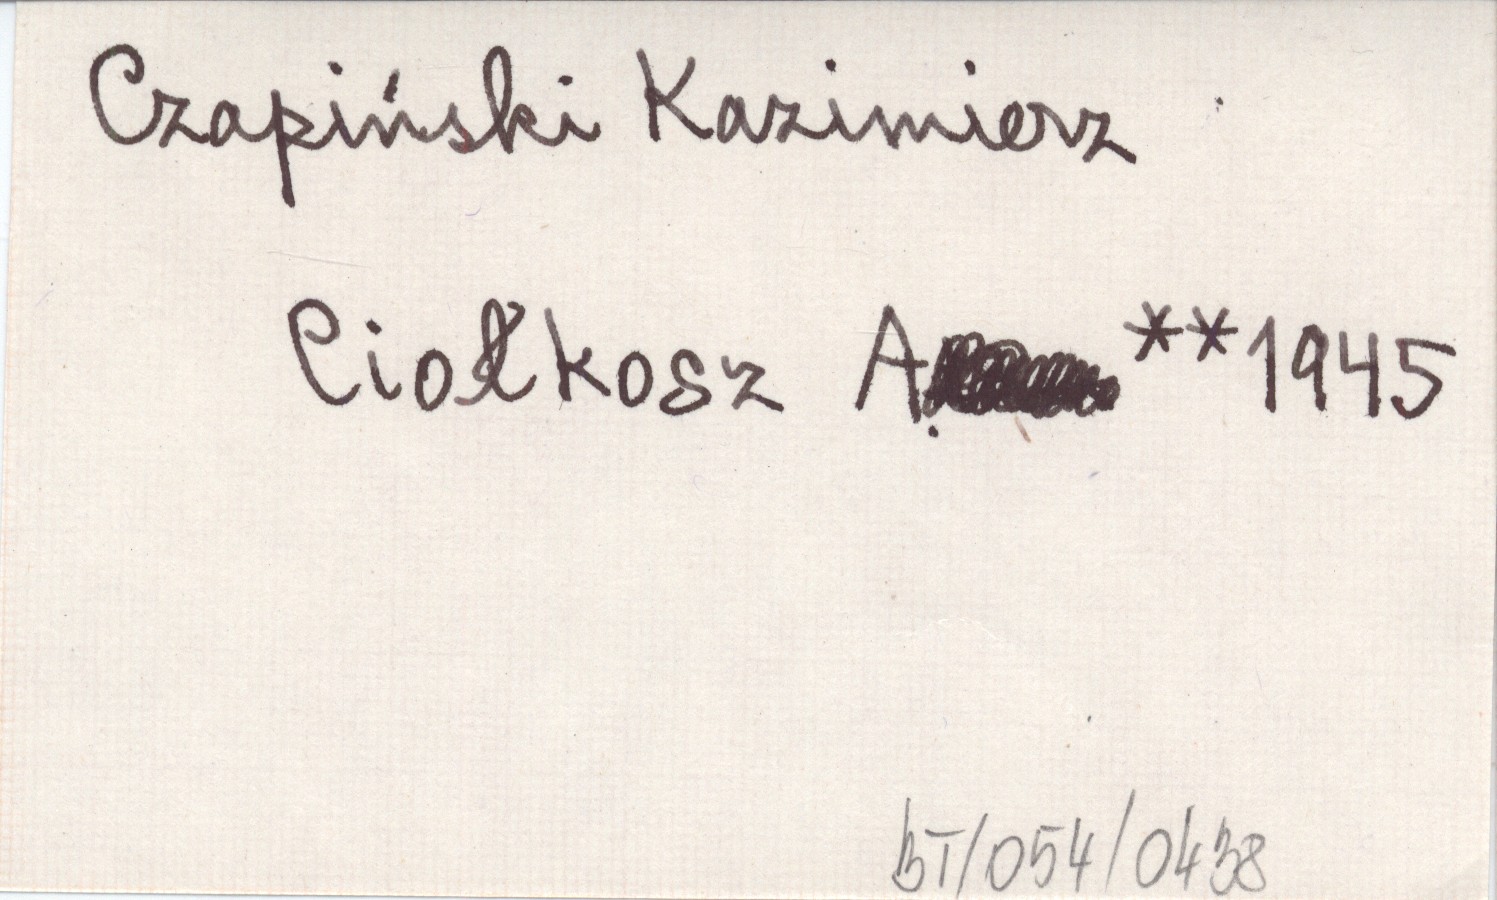 Czapiński Kazimierz
Ciołkosz A. **1945
BT/054/0438